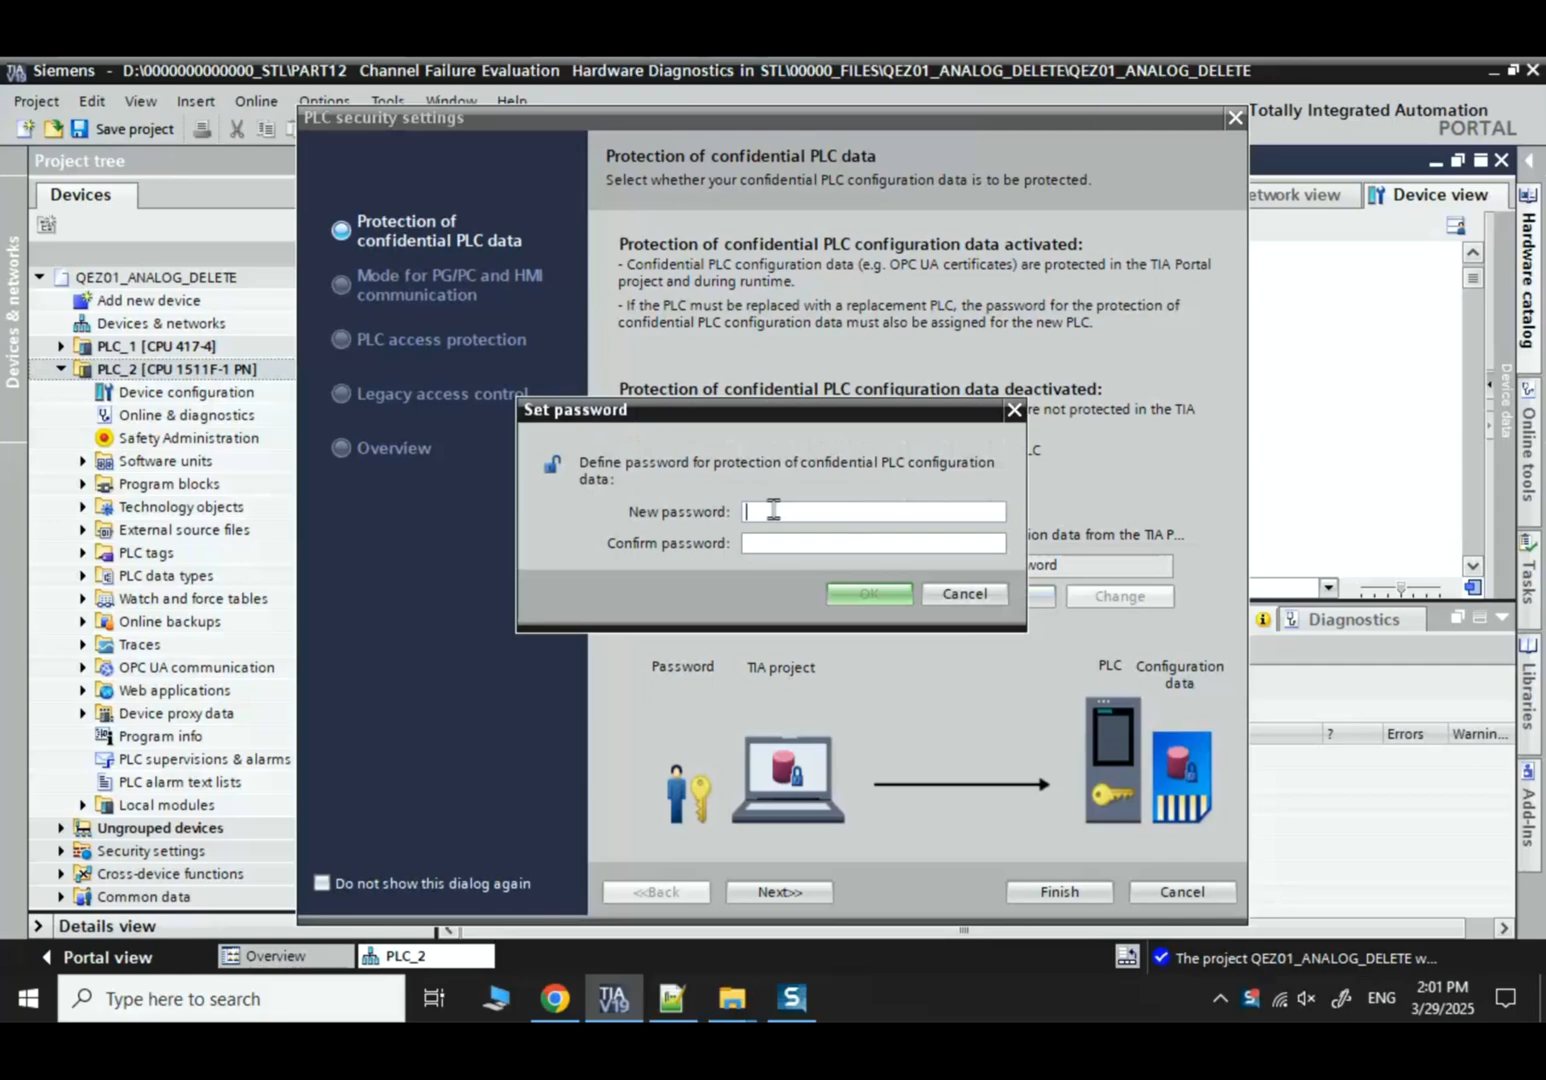 Siemens - D:\0000000000000_STL\PART12 Channel Failure Evaluation Hardware Diagnostics in STL\00000_FILES\QEZ01_ANALOG_DELETE\QEZ01_ANALOG_DELETE
Project Edit View Insert Online Options Tools Window Help
Save project
Totally Integrated Automation
PORTAL
Project tree
Devices
Devices & networks
QEZ01_ANALOG_DELETE
Add new device
Devices & networks
PLC_1 [CPU 417-4]
PLC_2 [CPU 1511F-1 PN]
Device configuration
Online & diagnostics
Safety Administration
Software units
Program blocks
Technology objects
External source files
PLC tags
PLC data types
Watch and force tables
Online backups
Traces
OPC UA communication
Web applications
Device proxy data
Program info
PLC supervisions & alarms
PLC alarm text lists
Local modules
Ungrouped devices
Security settings
Cross-device functions
Common data
Details view
PLC security settings
Protection of
confidential PLC data
Mode for PG/PC and HMI
communication
PLC access protection
Legacy access control
Overview
Do not show this dialog again
Protection of confidential PLC data
Select whether your confidential PLC configuration data is to be protected.
Protection of confidential PLC configuration data activated:
- Confidential PLC configuration data (e.g. OPC UA certificates) are protected in the TIA Portal
project and during runtime.
- If the PLC must be replaced with a replacement PLC, the password for the protection of
confidential PLC configuration data must also be assigned for the new PLC.
Protection of confidential PLC configuration data deactivated:
re not protected in the TIA
LC
ion data from the TIA P...
word
Change
Set password
Define password for protection of confidential PLC configuration
data:
New password:
Confirm password:
OK Cancel
Password TIA project PLC Configuration
data
<<Back Next>> Finish Cancel
etwork view Device view
Diagnostics
? Errors Warnin...
Device data
Hardware catalog
Online tools
Tasks
Libraries
Add-Ins
Portal view Overview PLC_2 The project QEZ01_ANALOG_DELETE w...
Type here to search
TIA
V19
ENG
2:01 PM
3/29/2025